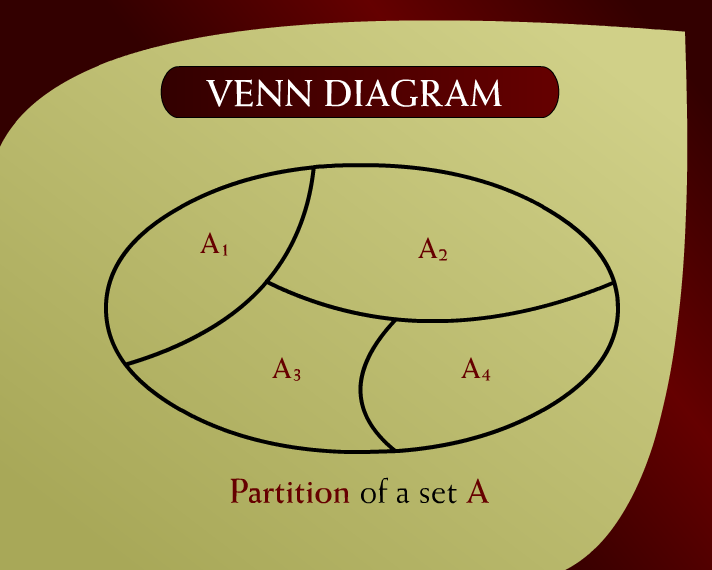 VENN DIAGRAM
A₁
A₂
A₃
A₄
Partition of a set A